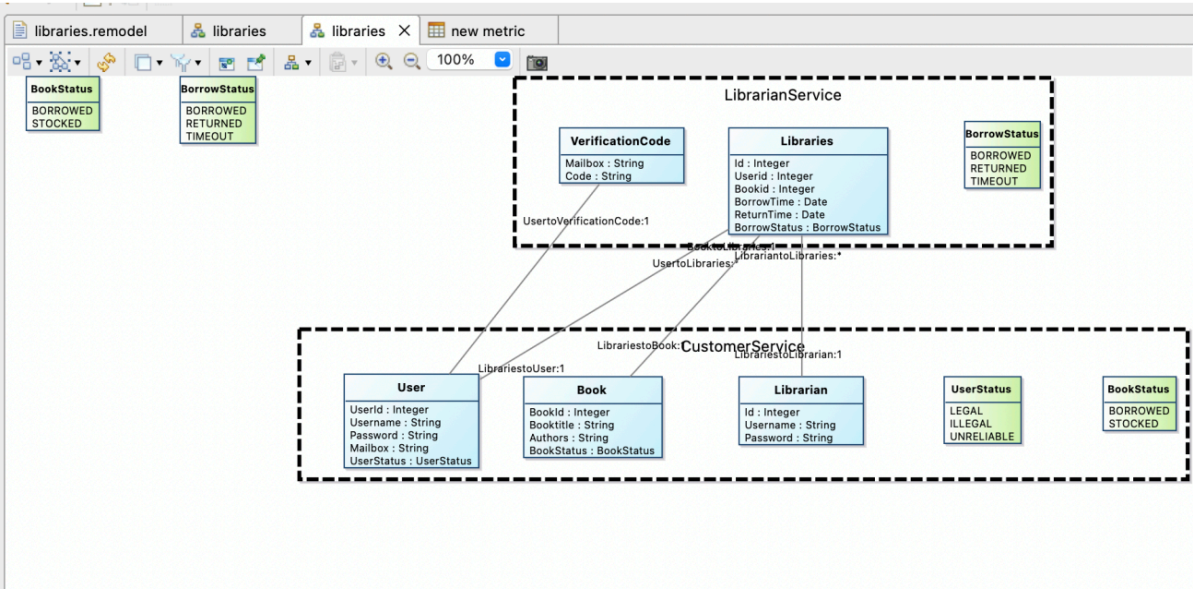 libraries.remodel
libraries
libraries
new metric
100%
BookStatus
BORROWED
STOCKED
BorrowStatus
BORROWED
RETURNED
TIMEOUT
LibrarianService
VerificationCode
Mailbox : String
Code : String
Libraries
Id : Integer
Userid : Integer
Bookid : Integer
BorrowTime : Date
ReturnTime : Date
BorrowStatus : BorrowStatus
BorrowStatus
BORROWED
RETURNED
TIMEOUT
UsertoVerificationCode:1
BooktoLibraries:1
UsertoLibraries:*
LibrariantoLibraries:*
CustomerService
LibrariestoBook:1
LibrariestoLibrarian:1
LibrariestoUser:1
User
UserId : Integer
Username : String
Password : String
Mailbox : String
UserStatus : UserStatus
Book
BookId : Integer
Booktitle : String
Authors : String
BookStatus : BookStatus
Librarian
Id : Integer
Username : String
Password : String
UserStatus
LEGAL
ILLEGAL
UNRELIABLE
BookStatus
BORROWED
STOCKED